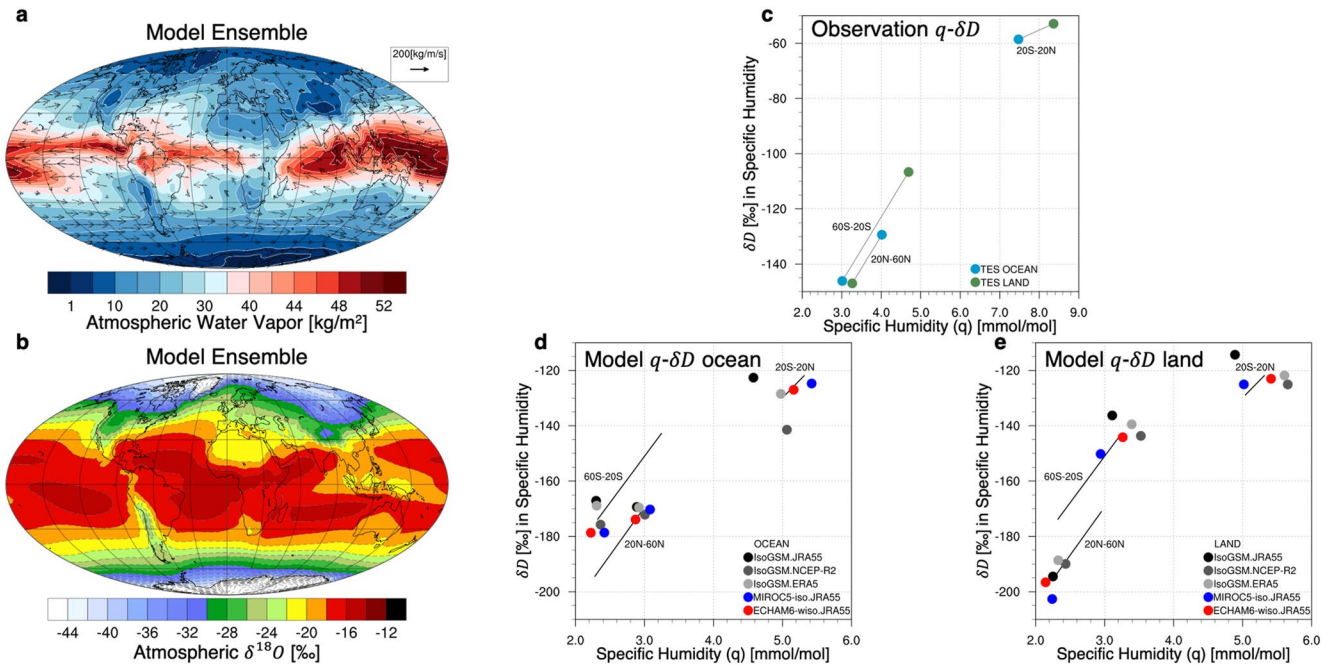 a
Model Ensemble
200[kg/m/s]
1 10 20 30 40 44 48 52
Atmospheric Water Vapor [kg/m²]
b
Model Ensemble
-44 -40 -36 -32 -28 -24 -20 -16 -12
Atmospheric δ¹⁸O [‰]
c
Observation q-δD
δD [‰] in Specific Humidity
-60
-80
-100
-120
-140
20S-20N
60S-20S
20N-60N
TES OCEAN
TES LAND
2.0 3.0 4.0 5.0 6.0 7.0 8.0 9.0
Specific Humidity (q) [mmol/mol]
d
Model q-δD ocean
δD [‰] in Specific Humidity
-120
-140
-160
-180
-200
20S-20N
60S-20S
20N-60N
OCEAN
IsoGSM.JRA55
IsoGSM.NCEP-R2
IsoGSM.ERA5
MIROC5-iso.JRA55
ECHAM6-wiso.JRA55
2.0 3.0 4.0 5.0 6.0
Specific Humidity (q) [mmol/mol]
e
Model q-δD land
δD [‰] in Specific Humidity
-120
-140
-160
-180
-200
20S-20N
60S-20S
20N-60N
LAND
IsoGSM.JRA55
IsoGSM.NCEP-R2
IsoGSM.ERA5
MIROC5-iso.JRA55
ECHAM6-wiso.JRA55
2.0 3.0 4.0 5.0 6.0
Specific Humidity (q) [mmol/mol]